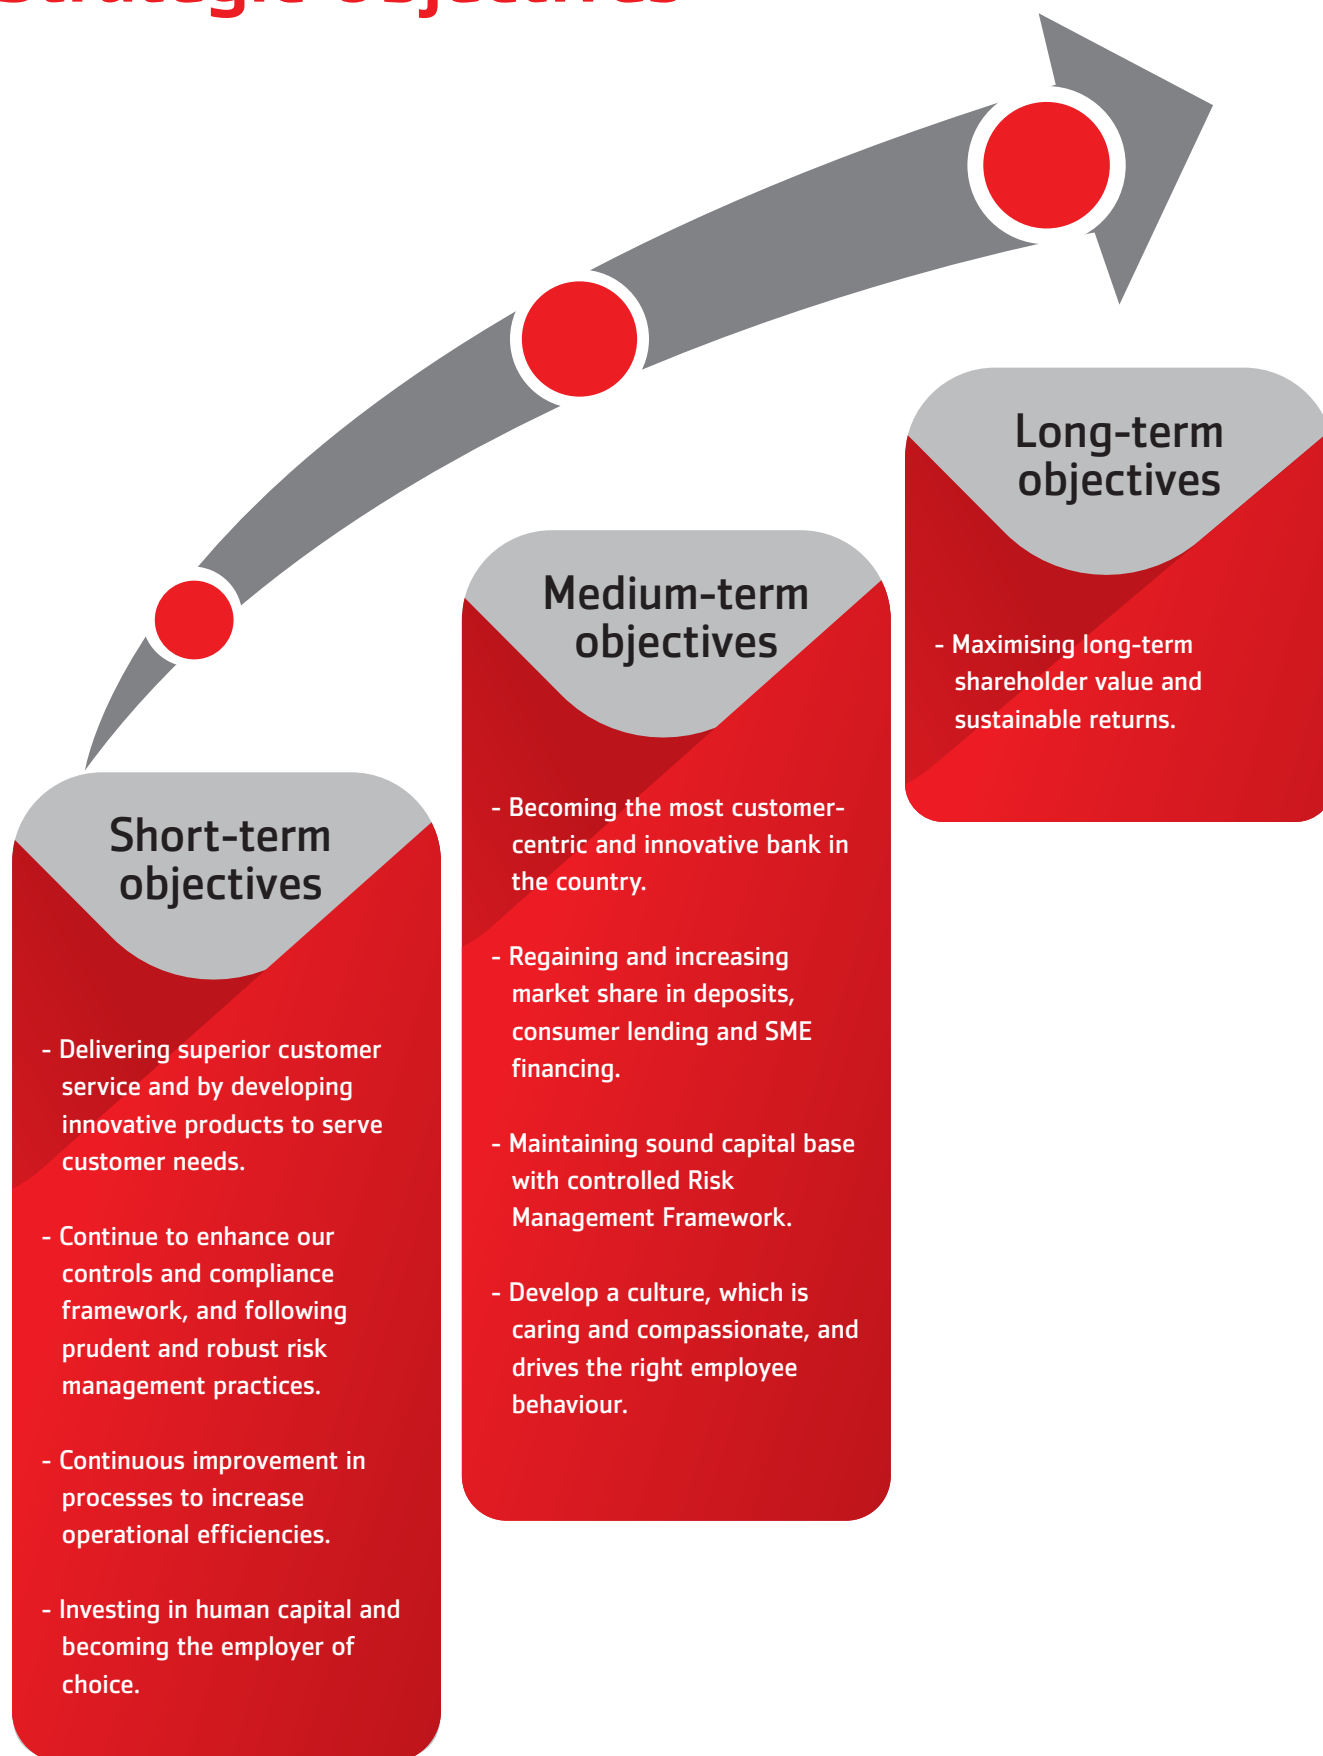 Strategic Objectives
Long-term
objectives
- Maximising long-term
shareholder value and
sustainable returns.
Medium-term
objectives
- Becoming the most customer-
centric and innovative bank in
the country.
- Regaining and increasing
market share in deposits,
consumer lending and SME
financing.
- Maintaining sound capital base
with controlled Risk
Management Framework.
- Develop a culture, which is
caring and compassionate, and
drives the right employee
behaviour.
Short-term
objectives
- Delivering superior customer
service and by developing
innovative products to serve
customer needs.
- Continue to enhance our
controls and compliance
framework, and following
prudent and robust risk
management practices.
- Continuous improvement in
processes to increase
operational efficiencies.
- Investing in human capital and
becoming the employer of
choice.